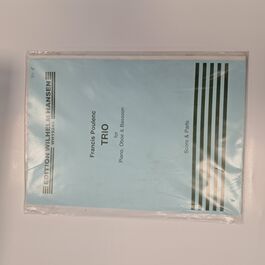 Francis Poulenc
TRIO
for
Piano, Oboe & Bassoon
Score & Parts
EDITION WILHELM HANSEN